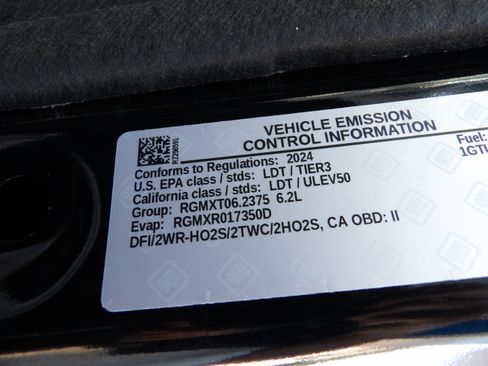 VEHICLE EMISSION
CONTROL INFORMATION
Fuel:
1GTU
Conforms to Regulations: 2024
U.S. EPA class / stds: LDT / TIER3
California class / stds: LDT / ULEV50
Group: RGMXT06.2375 6.2L
Evap: RGMXR017350D
DFI/2WR-HO2S/2TWC/2HO2S, CA OBD: II